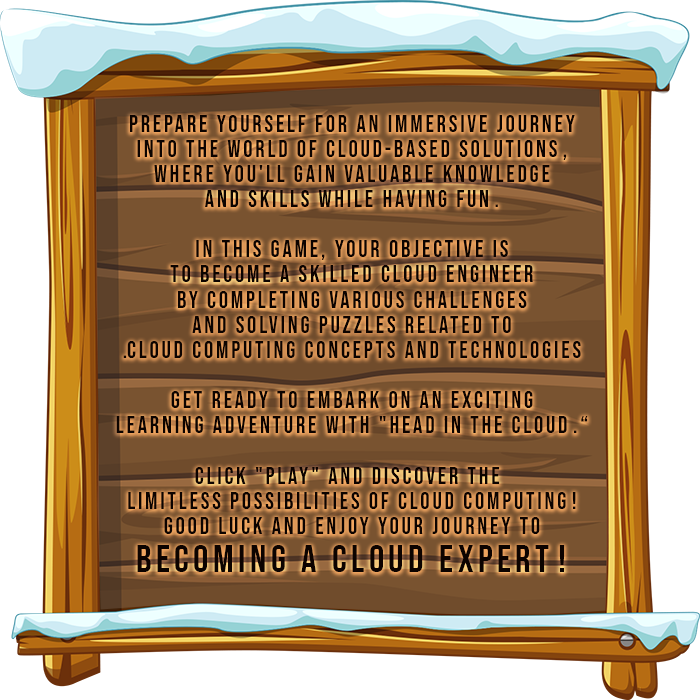 PREPARE YOURSELF FOR AN IMMERSIVE JOURNEY
INTO THE WORLD OF CLOUD-BASED SOLUTIONS,
WHERE YOU'LL GAIN VALUABLE KNOWLEDGE
AND SKILLS WHILE HAVING FUN.
IN THIS GAME, YOUR OBJECTIVE IS
TO BECOME A SKILLED CLOUD ENGINEER
BY COMPLETING VARIOUS CHALLENGES
AND SOLVING PUZZLES RELATED TO
.CLOUD COMPUTING CONCEPTS AND TECHNOLOGIES
GET READY TO EMBARK ON AN EXCITING
LEARNING ADVENTURE WITH "HEAD IN THE CLOUD.“
CLICK "PLAY" AND DISCOVER THE
LIMITLESS POSSIBILITIES OF CLOUD COMPUTING!
GOOD LUCK AND ENJOY YOUR JOURNEY TO
BECOMING A CLOUD EXPERT!